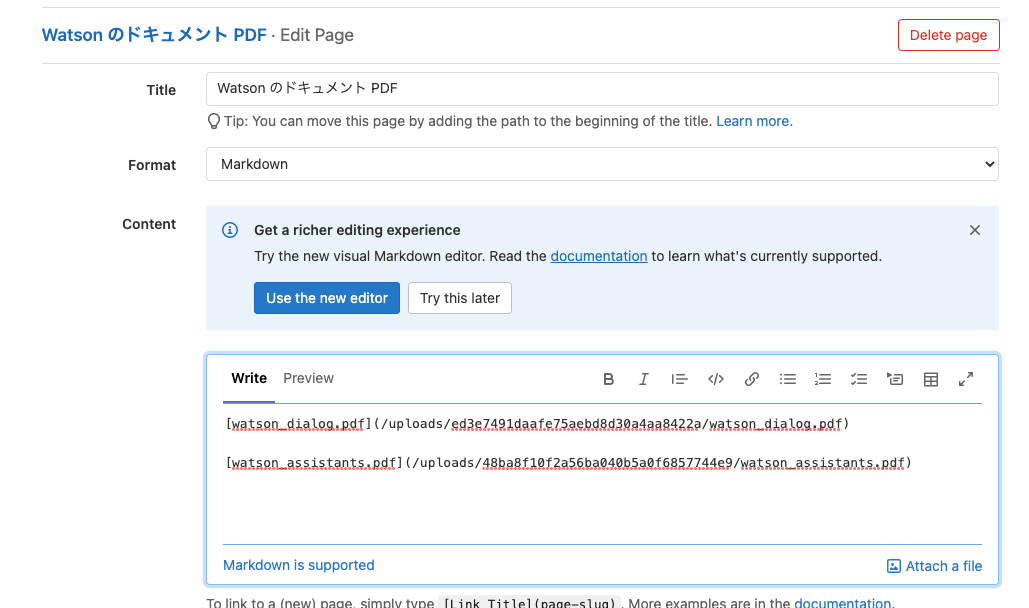 Watson のドキュメント PDF · Edit Page
Delete page
Title
Watson のドキュメント PDF
Tip: You can move this page by adding the path to the beginning of the title. Learn more.
Format
Markdown
Content
Get a richer editing experience
Try the new visual Markdown editor. Read the documentation to learn what's currently supported.
Use the new editor
Try this later
Write
Preview
[watson_dialog.pdf](/uploads/ed3e7491daafe75aebd8d30a4aa8422a/watson_dialog.pdf)
[watson_assistants.pdf](/uploads/48ba8f10f2a56ba040b5a0f6857744e9/watson_assistants.pdf)
Markdown is supported
Attach a file
To link to a (new) page, simply type [Link Title](page-slug). More examples are in the documentation.